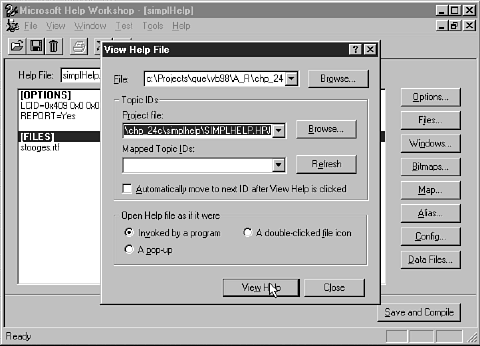 Microsoft Help Workshop - [simplHelp]
File View Window Test Tools Help
View Help File
Help File: simplHelp.
File: c:\Projects\que\vb98\A_R\chp_24 Browse...
[OPTIONS]
REPORT=Yes
[FILES]
stooges.rtf
Topic IDs
Project file:
\chp_24c\simplhelp\SIMPLHELP.HPJ Browse...
Mapped Topic IDs:
Refresh
Automatically move to next ID after View Help is clicked
Open Help file as if it were
Invoked by a program
A double-clicked file icon
A pop-up
View Help Close
Options...
Files...
Windows...
Bitmaps...
Map...
Alias...
Config...
Data Files...
Save and Compile
Ready